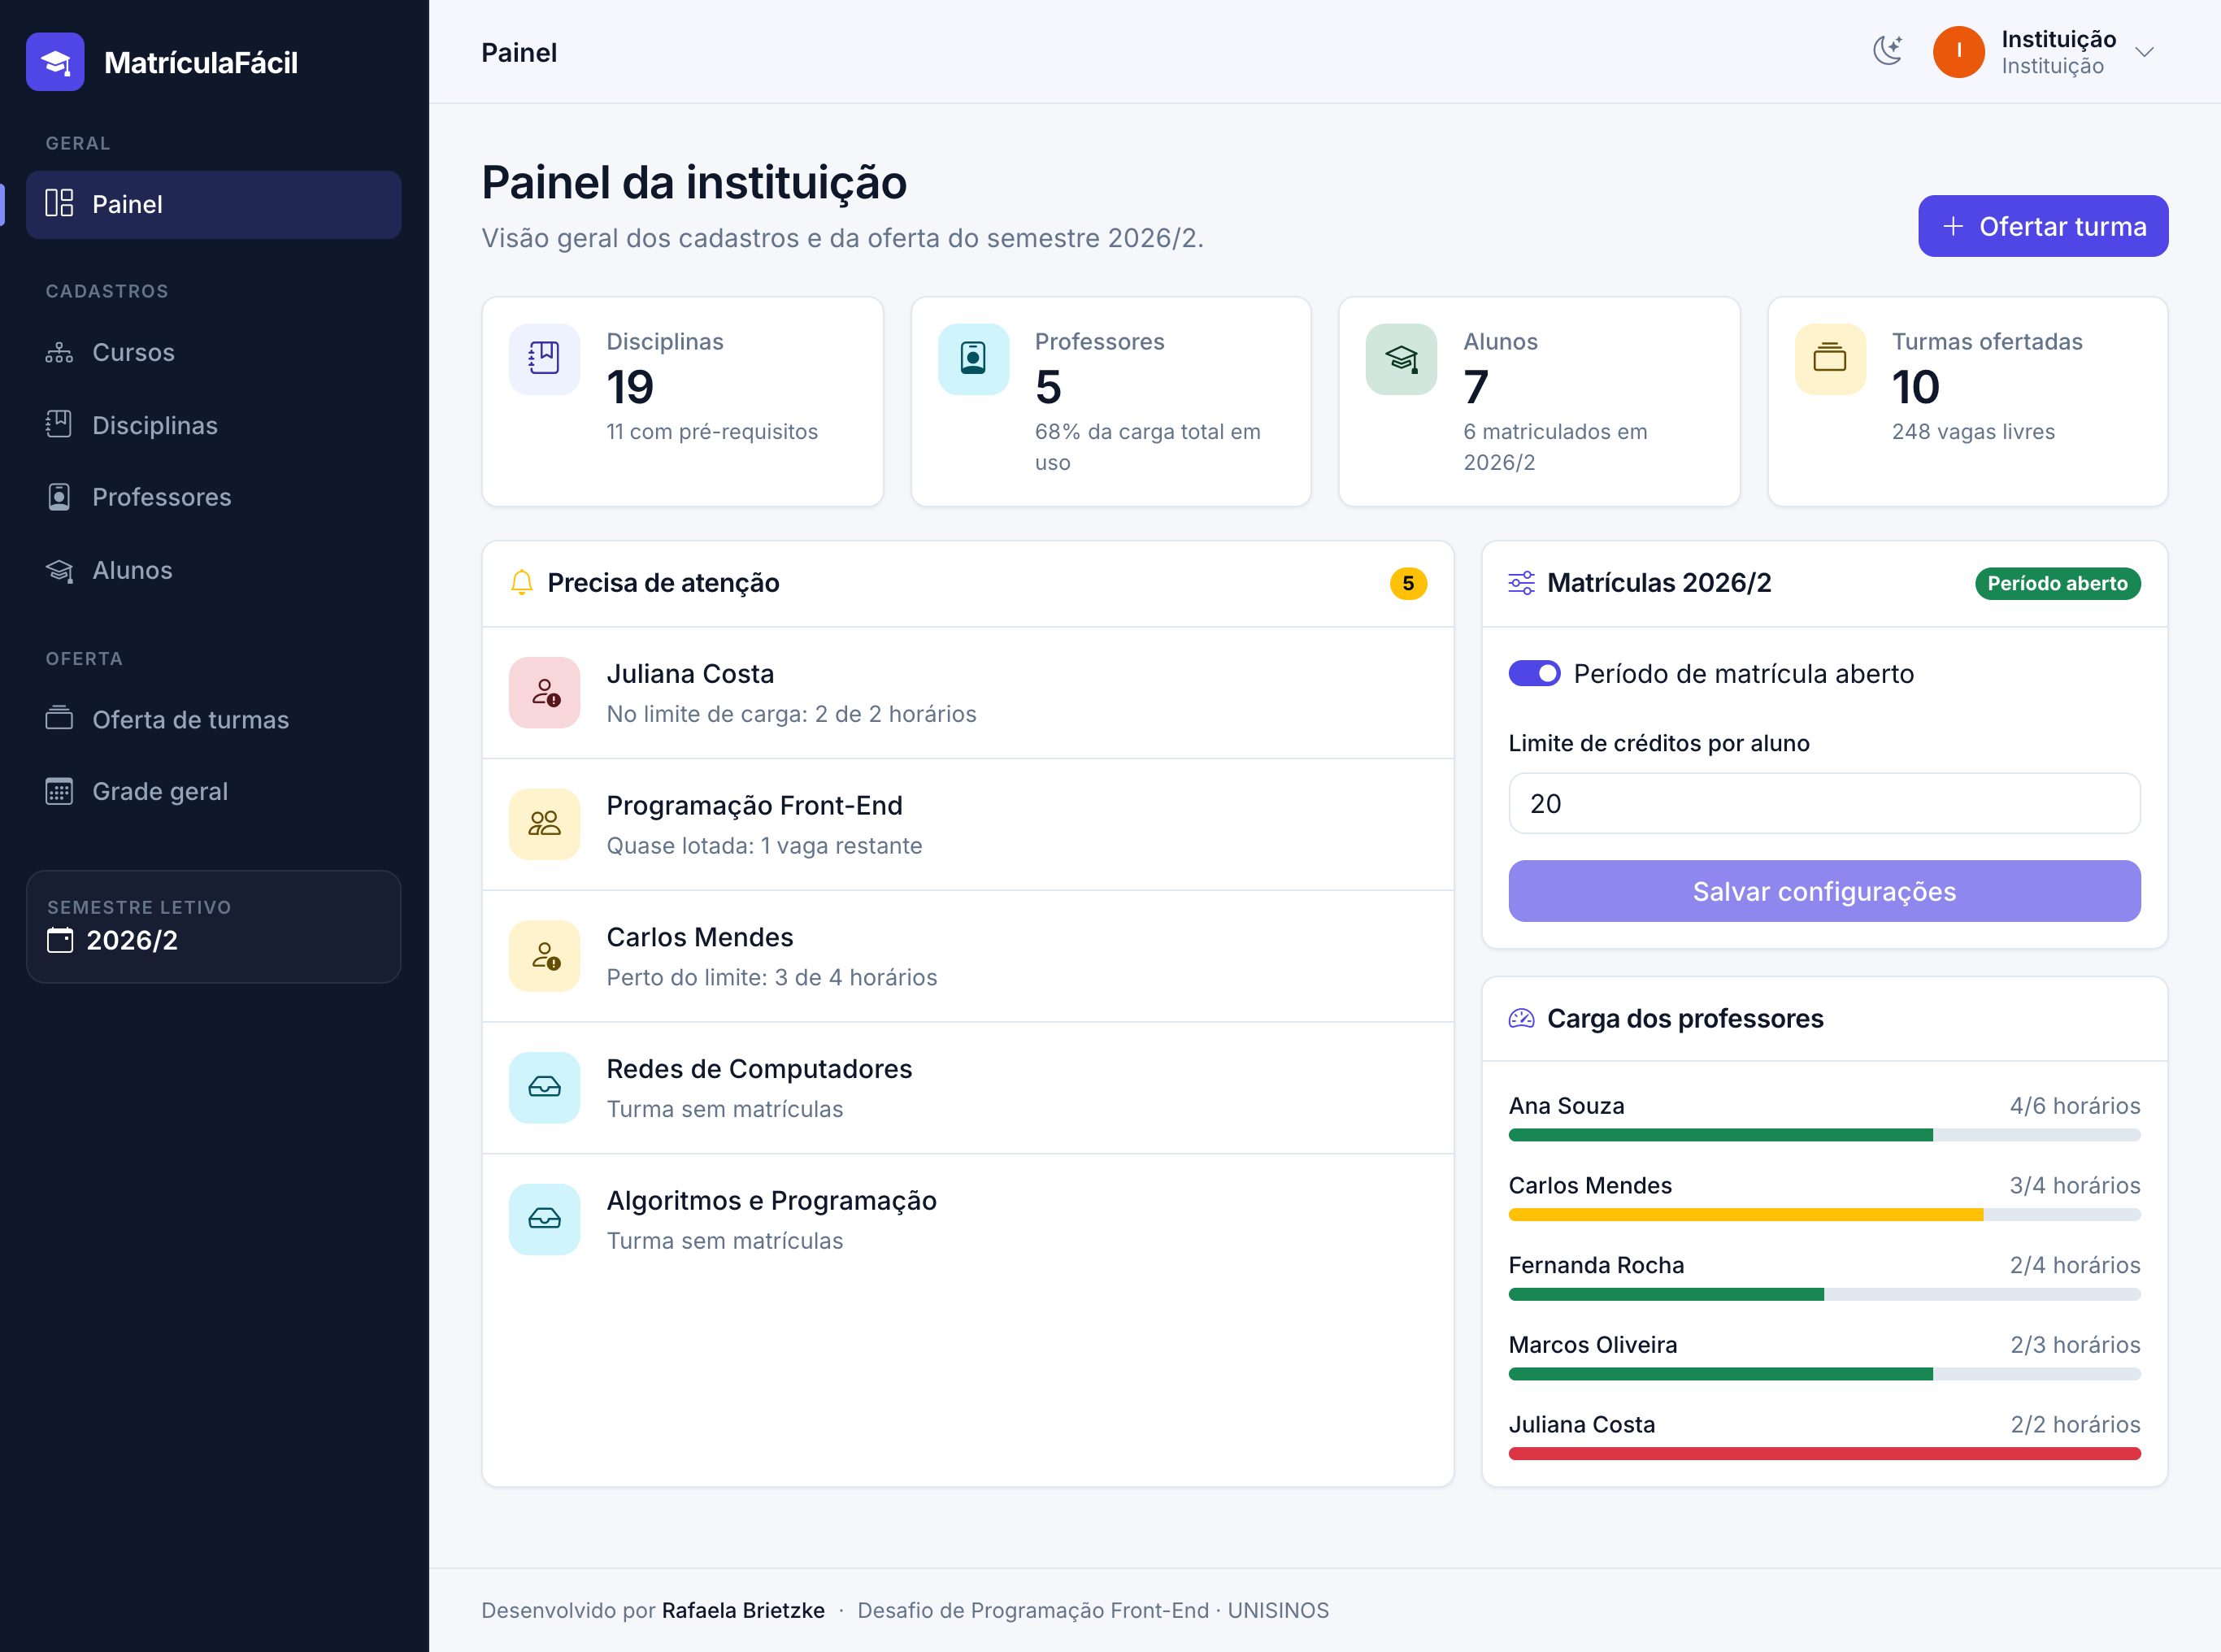 MatrículaFácil
GERAL
Painel
CADASTROS
Cursos
Disciplinas
Professores
Alunos
OFERTA
Oferta de turmas
Grade geral
SEMESTRE LETIVO
2026/2
Painel
I
Instituição
Instituição
Painel da instituição
Visão geral dos cadastros e da oferta do semestre 2026/2.
Ofertar turma
Disciplinas
19
11 com pré-requisitos
Professores
5
68% da carga total em
uso
Alunos
7
6 matriculados em
2026/2
Turmas ofertadas
10
248 vagas livres
Precisa de atenção
5
Juliana Costa
No limite de carga: 2 de 2 horários
Programação Front-End
Quase lotada: 1 vaga restante
Carlos Mendes
Perto do limite: 3 de 4 horários
Redes de Computadores
Turma sem matrículas
Algoritmos e Programação
Turma sem matrículas
Matrículas 2026/2
Período aberto
Período de matrícula aberto
Limite de créditos por aluno
20
Salvar configurações
Carga dos professores
Ana Souza 4/6 horários
Carlos Mendes 3/4 horários
Fernanda Rocha 2/4 horários
Marcos Oliveira 2/3 horários
Juliana Costa 2/2 horários
Desenvolvido por Rafaela Brietzke · Desafio de Programação Front-End · UNISINOS